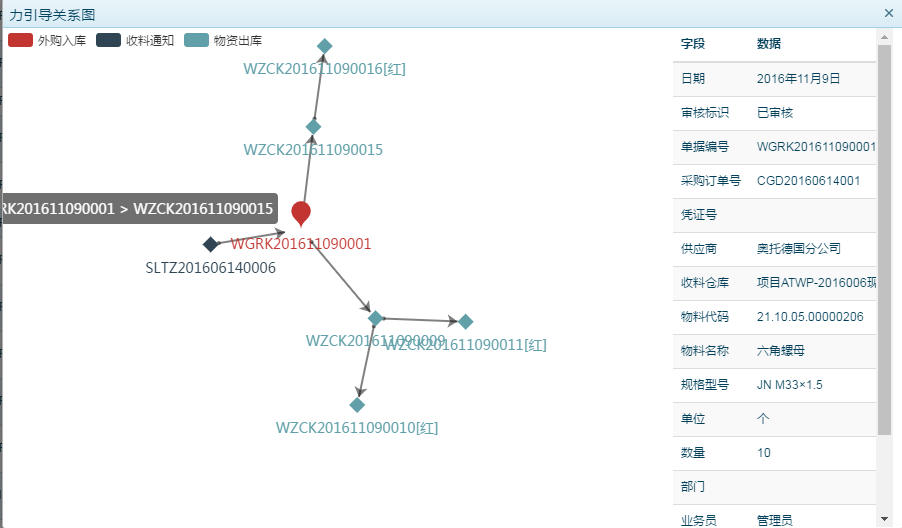 力引导关系图
外购入库 收料通知 物资出库
WZCK201611090016[红]
WZCK201611090015
RK201611090001 > WZCK201611090015
WGRK201611090001
SLTZ201606140006
WZCK201611090009
WZCK201611090011[红]
WZCK201611090010[红]
字段 数据
日期 2016年11月9日
审核标识 已审核
单据编号 WGRK201611090001
采购订单号 CGD20160614001
凭证号
供应商 奥托德国分公司
收料仓库 项目ATWP-2016006现
物料代码 21.10.05.00000206
物料名称 六角螺母
规格型号 JN M33×1.5
单位 个
数量 10
部门
业务员 管理员